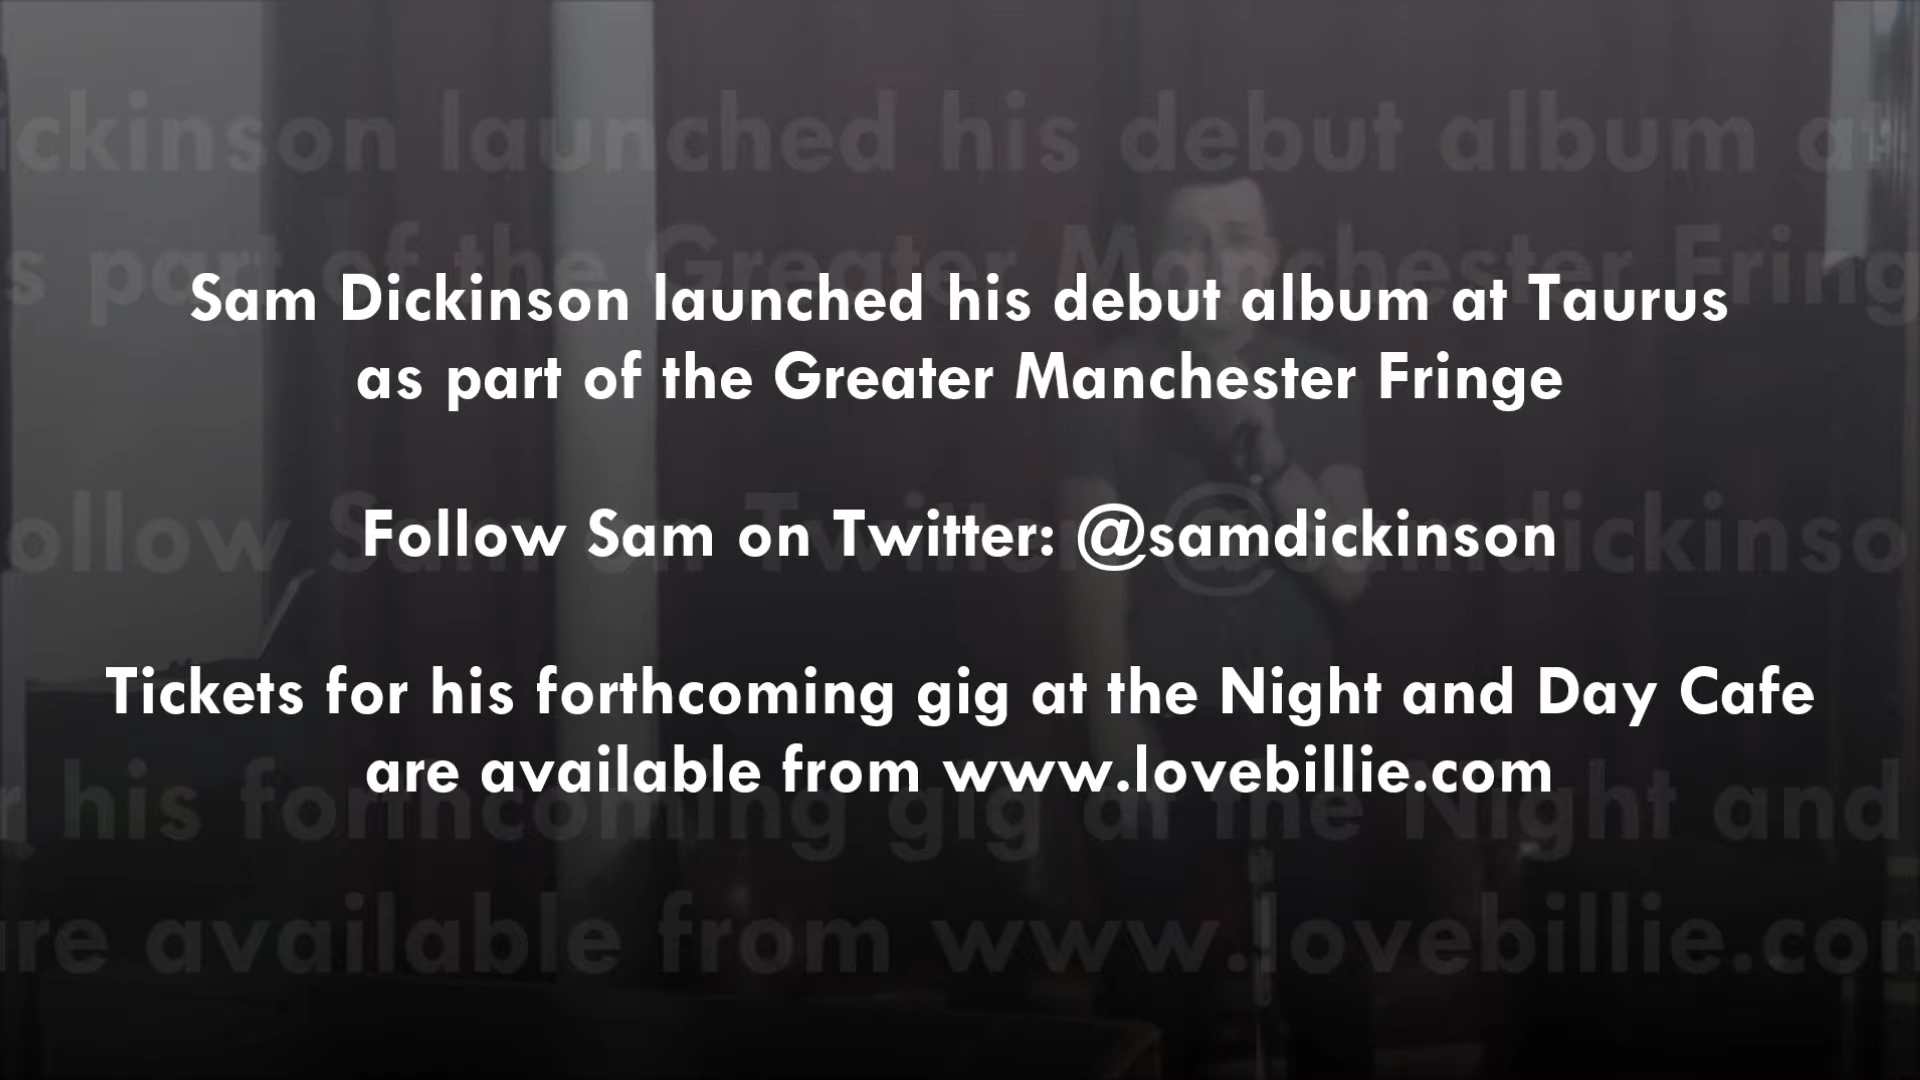 Sam Dickinson launched his debut album at Taurus
as part of the Greater Manchester Fringe
Follow Sam on Twitter: @samdickinson
Tickets for his forthcoming gig at the Night and Day Cafe
are available from www.lovebillie.com